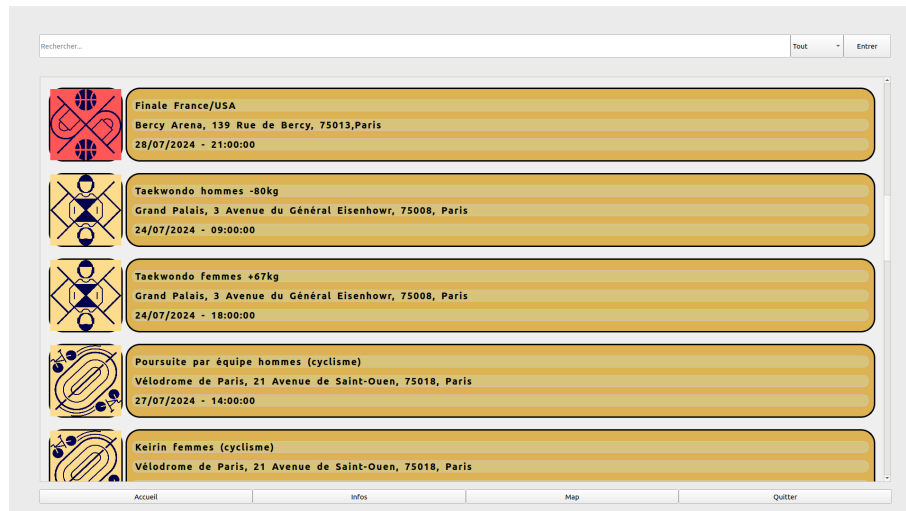 Rechercher...
Tout
Entrer
Finale France/USA
Bercy Arena, 139 Rue de Bercy, 75013,Paris
28/07/2024 - 21:00:00
Taekwondo hommes -80kg
Grand Palais, 3 Avenue du Général Eisenhowr, 75008, Paris
24/07/2024 - 09:00:00
Taekwondo femmes +67kg
Grand Palais, 3 Avenue du Général Eisenhowr, 75008, Paris
24/07/2024 - 18:00:00
Poursuite par équipe hommes (cyclisme)
Vélodrome de Paris, 21 Avenue de Saint-Ouen, 75018, Paris
27/07/2024 - 14:00:00
Keirin femmes (cyclisme)
Vélodrome de Paris, 21 Avenue de Saint-Ouen, 75018, Paris
Accueil
Infos
Map
Quitter